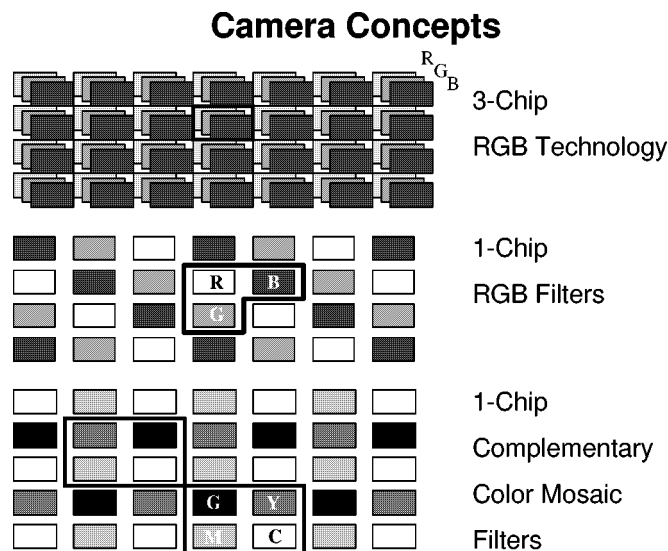 Camera Concepts
R
G
B
3-Chip
RGB Technology
1-Chip
RGB Filters
R B
G
1-Chip
Complementary
Color Mosaic
Filters
G Y
M C